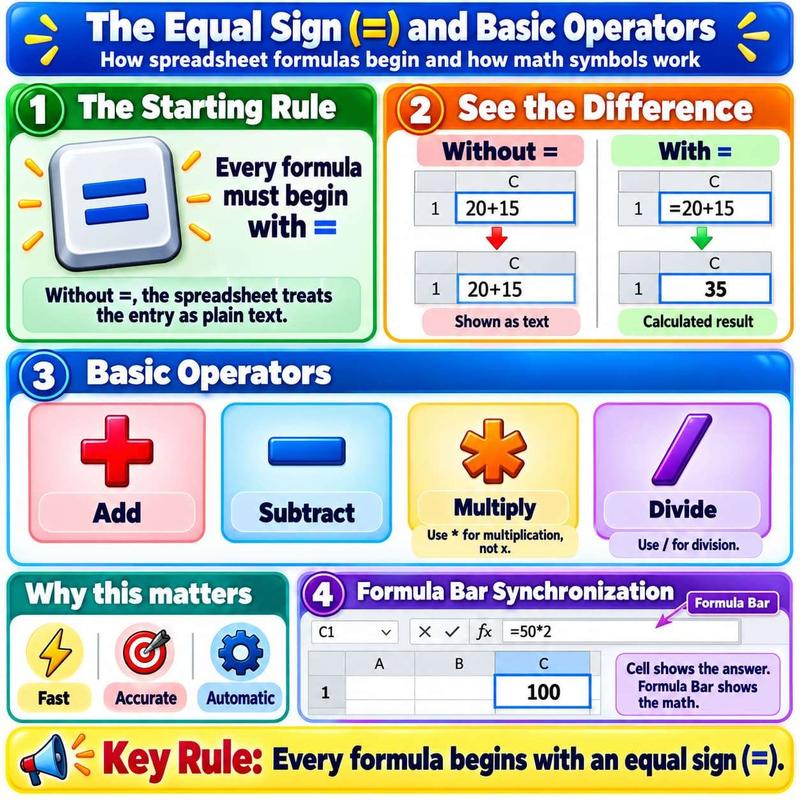 The Equal Sign (=) and Basic Operators
How spreadsheet formulas begin and how math symbols work
1 The Starting Rule
=
Every formula
must begin
with =
Without =, the spreadsheet treats
the entry as plain text.
2 See the Difference
Without =
C
1 20+15
C
1 20+15
Shown as text
With =
C
1 =20+15
C
1 35
Calculated result
3 Basic Operators
+
Add
-
Subtract
*
Multiply
Use * for multiplication,
not x.
/
Divide
Use / for division.
Why this matters
Fast
Accurate
Automatic
4 Formula Bar Synchronization
Formula Bar
C1 fx =50*2
A B C
1 100
Cell shows the answer.
Formula Bar shows
the math.
Key Rule: Every formula begins with an equal sign (=).